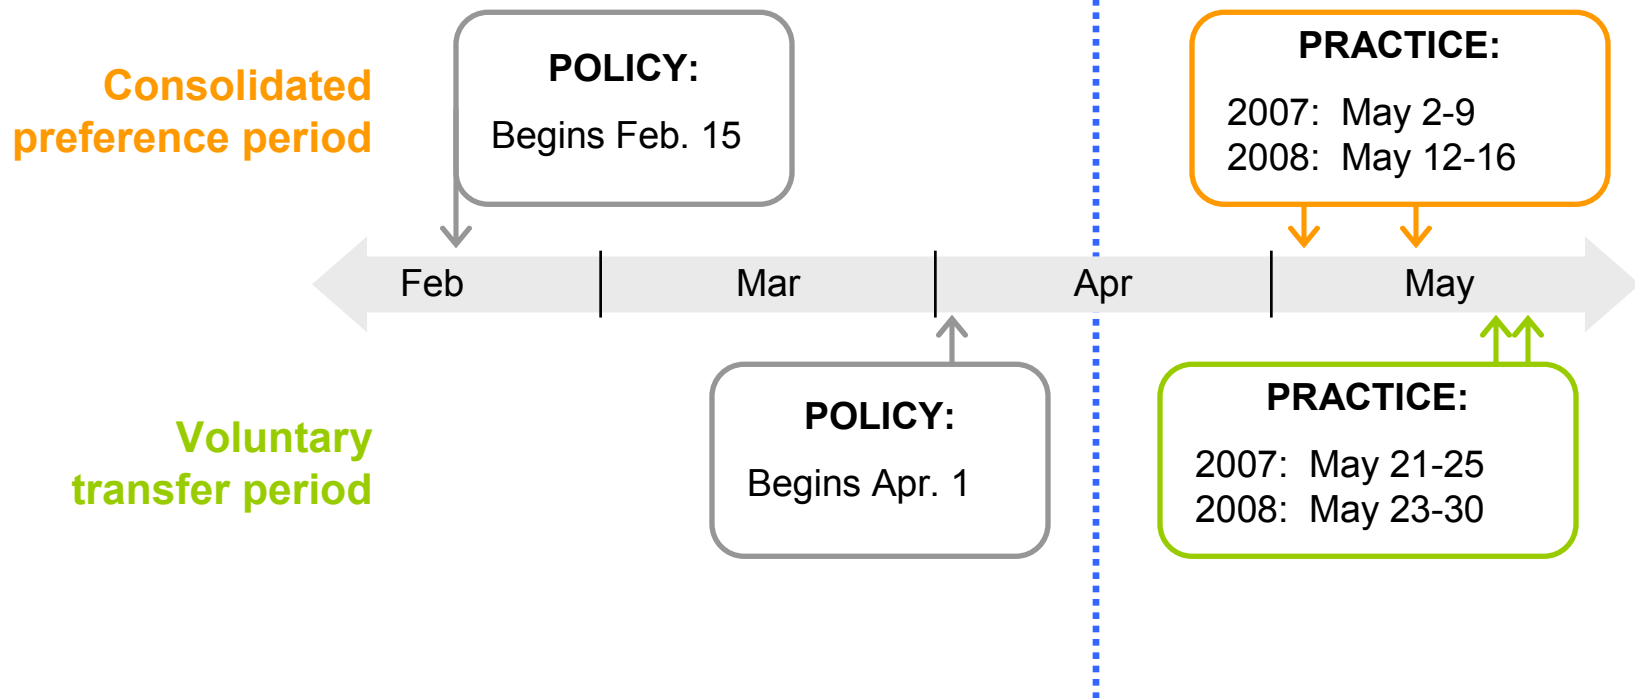 Consolidated
preference period
POLICY:
Begins Feb. 15
PRACTICE:
2007: May 2-9
2008: May 12-16
Feb
Mar
Apr
May
Voluntary
transfer period
POLICY:
Begins Apr. 1
PRACTICE:
2007: May 21-25
2008: May 23-30